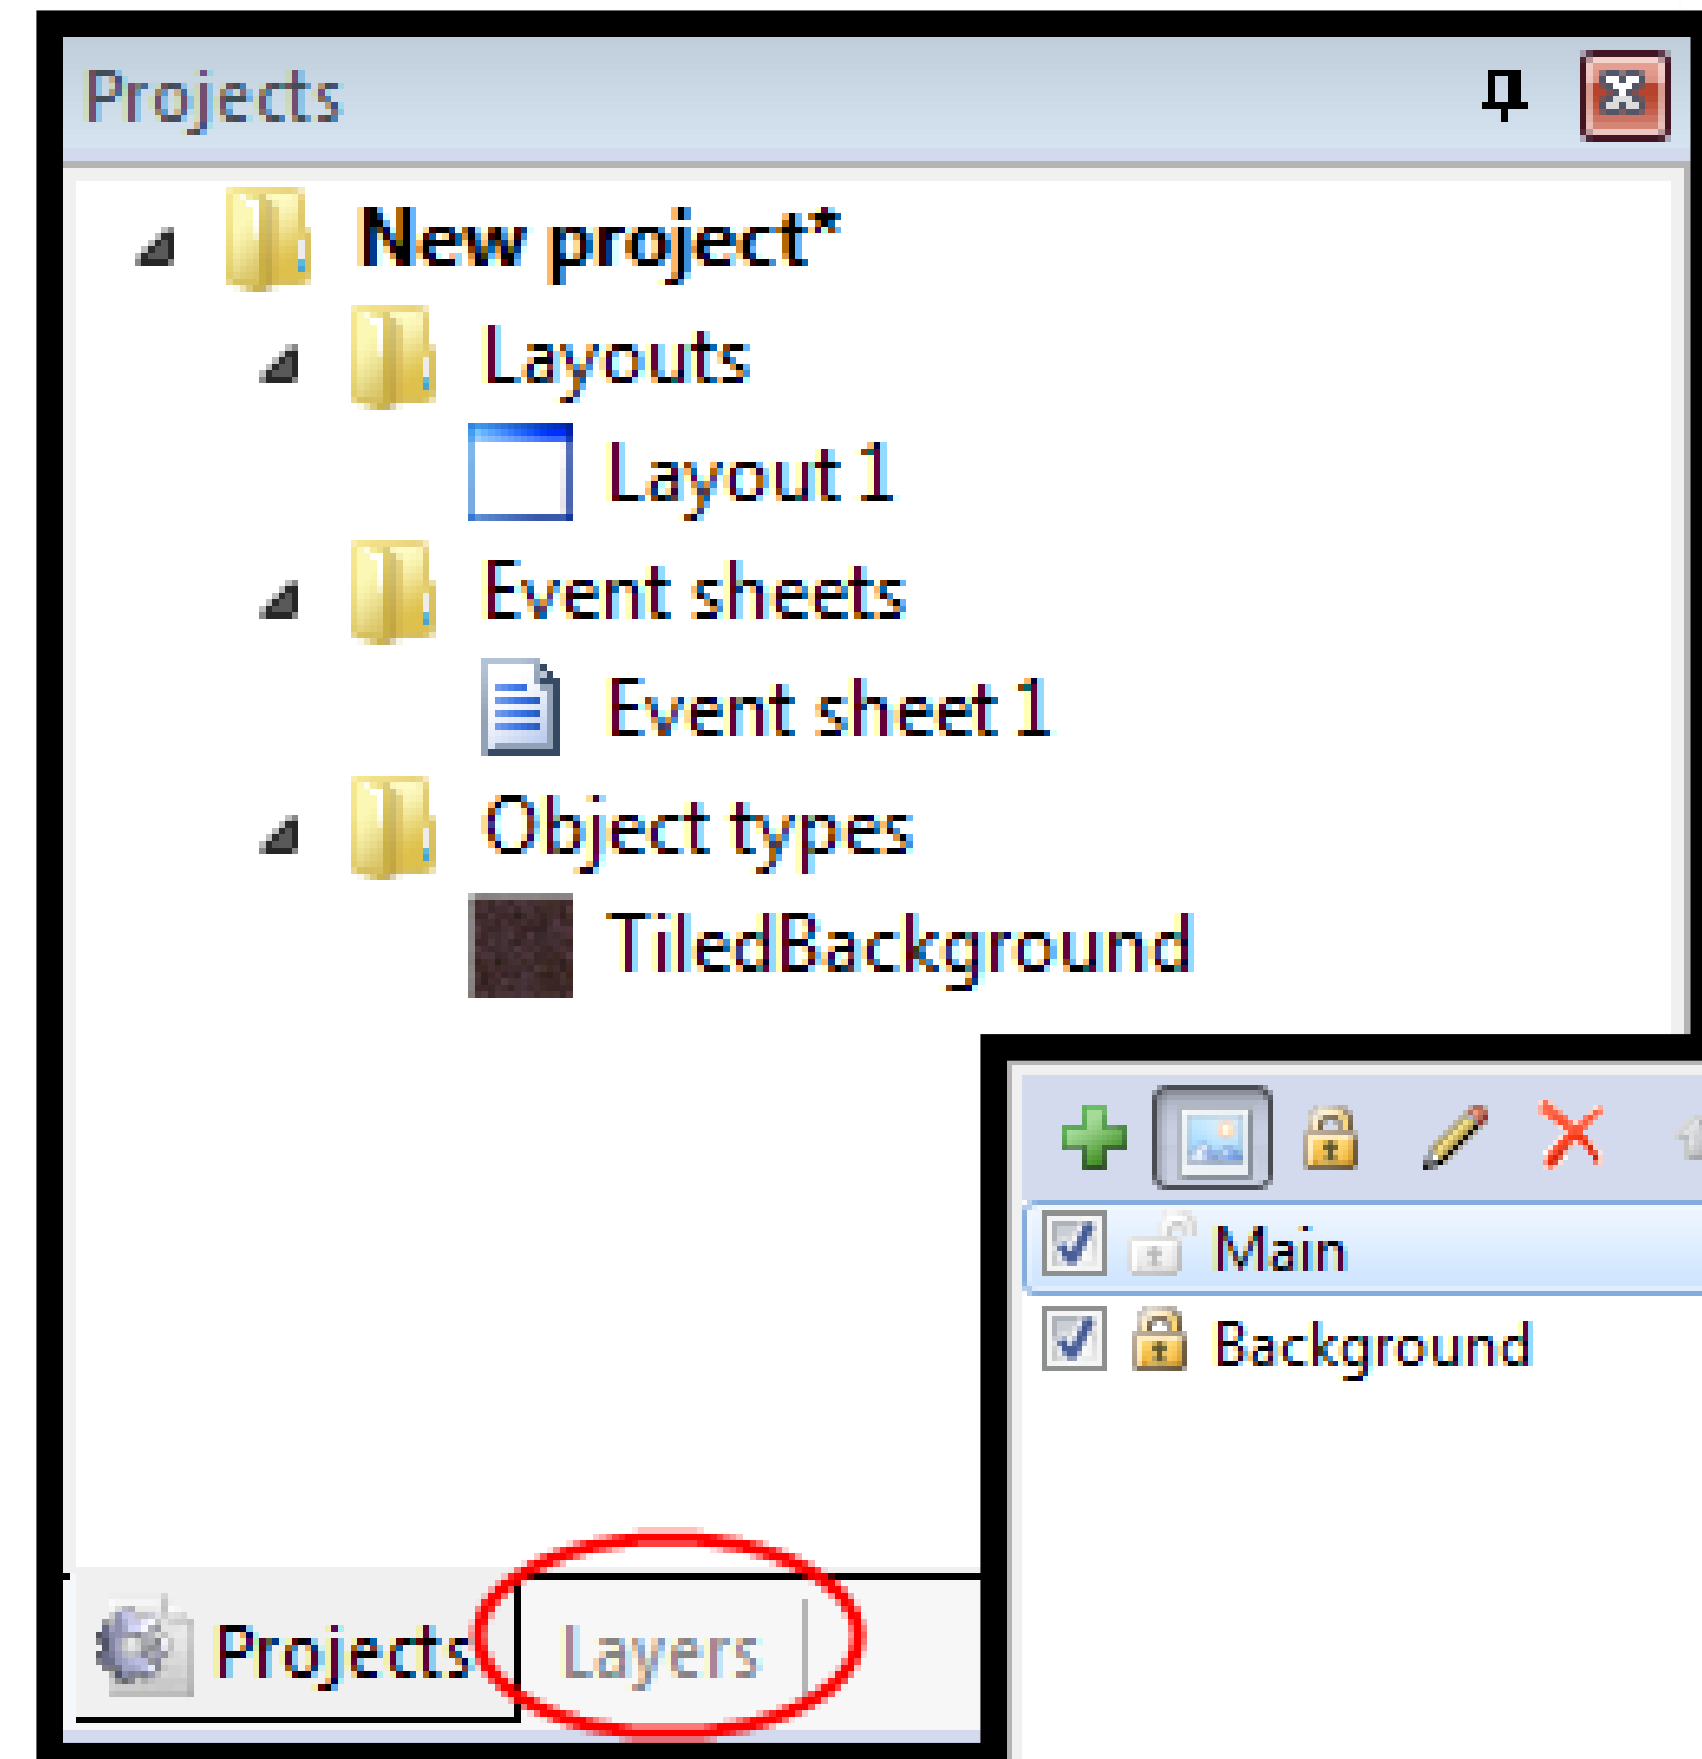 Projects
New project*
Layouts
Layout 1
Event sheets
Event sheet 1
Object types
TiledBackground
Main
Background
Projects
Layers